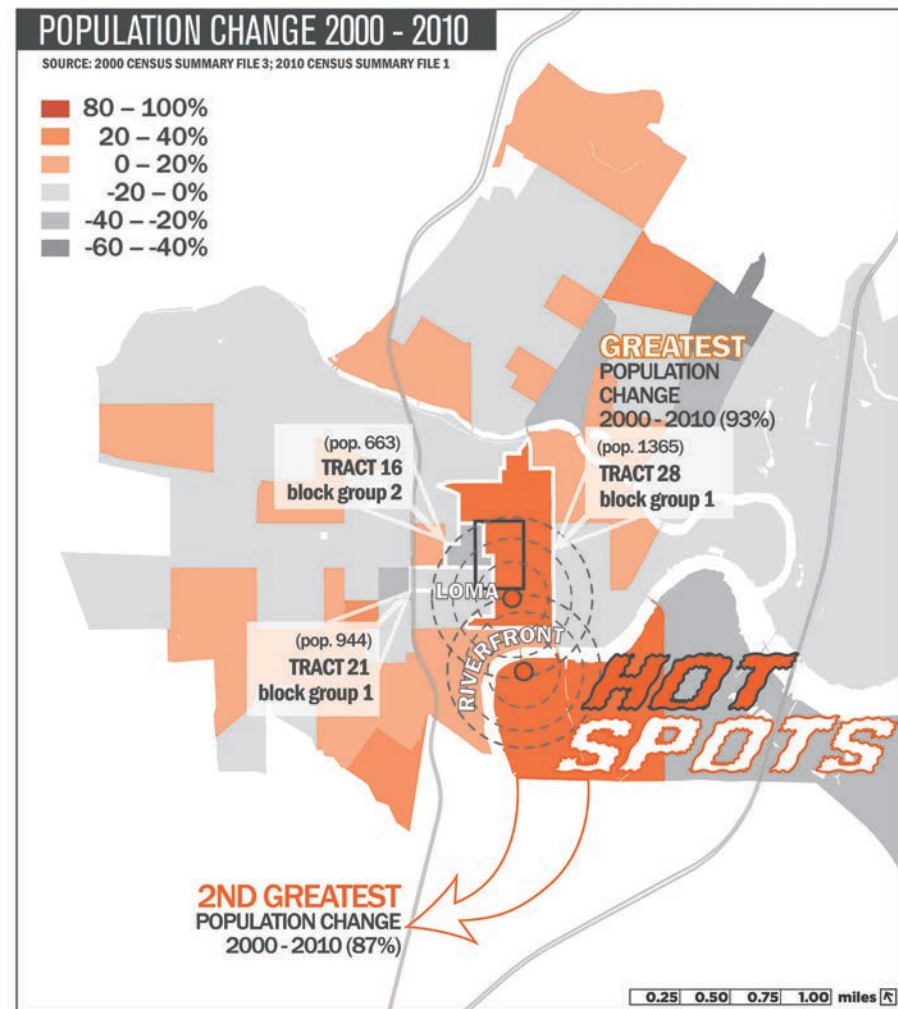 POPULATION CHANGE 2000 - 2010
SOURCE: 2000 CENSUS SUMMARY FILE 3; 2010 CENSUS SUMMARY FILE 1
80 – 100%
20 – 40%
0 – 20%
-20 – 0%
-40 – -20%
-60 – -40%
GREATEST
POPULATION
CHANGE
2000 - 2010 (93%)
(pop. 663)
TRACT 16
block group 2
(pop. 1365)
TRACT 28
block group 1
LOMA
RIVERFRONT
(pop. 944)
TRACT 21
block group 1
HOT
SPOTS
2ND GREATEST
POPULATION CHANGE
2000 - 2010 (87%)
0.25 0.50 0.75 1.00 miles